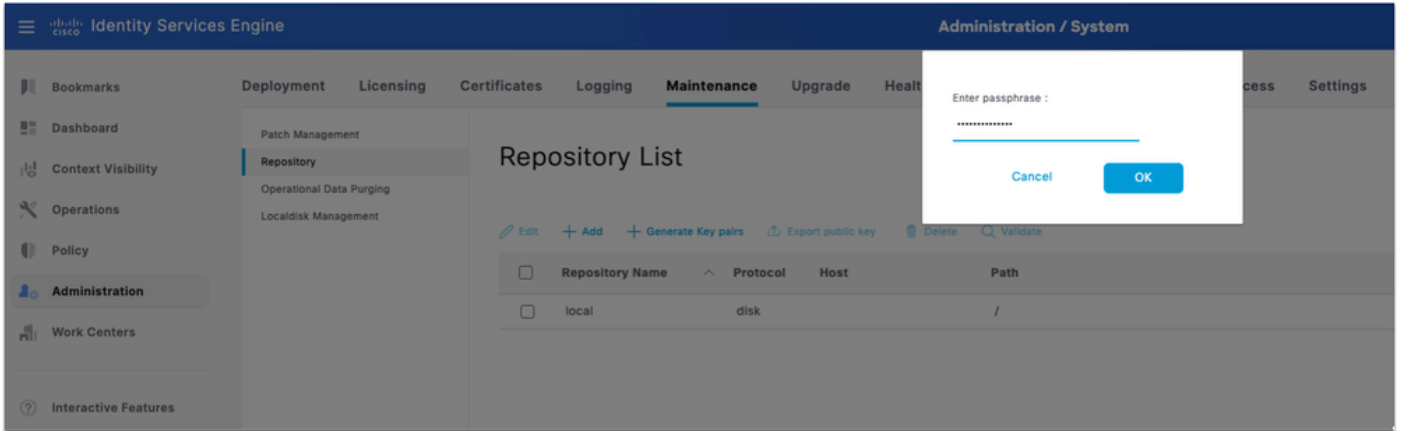 cisco Identity Services Engine
Administration / System
Bookmarks
Dashboard
Context Visibility
Operations
Policy
Administration
Work Centers
Interactive Features
Deployment Licensing Certificates Logging Maintenance Upgrade Healt cess Settings
Patch Management
Repository
Operational Data Purging
Localdisk Management
Repository List
Edit Add Generate Key pairs Export public key Delete Validate
Repository Name Protocol Host Path
local disk /
Enter passphrase :
••••••••••••••
Cancel OK